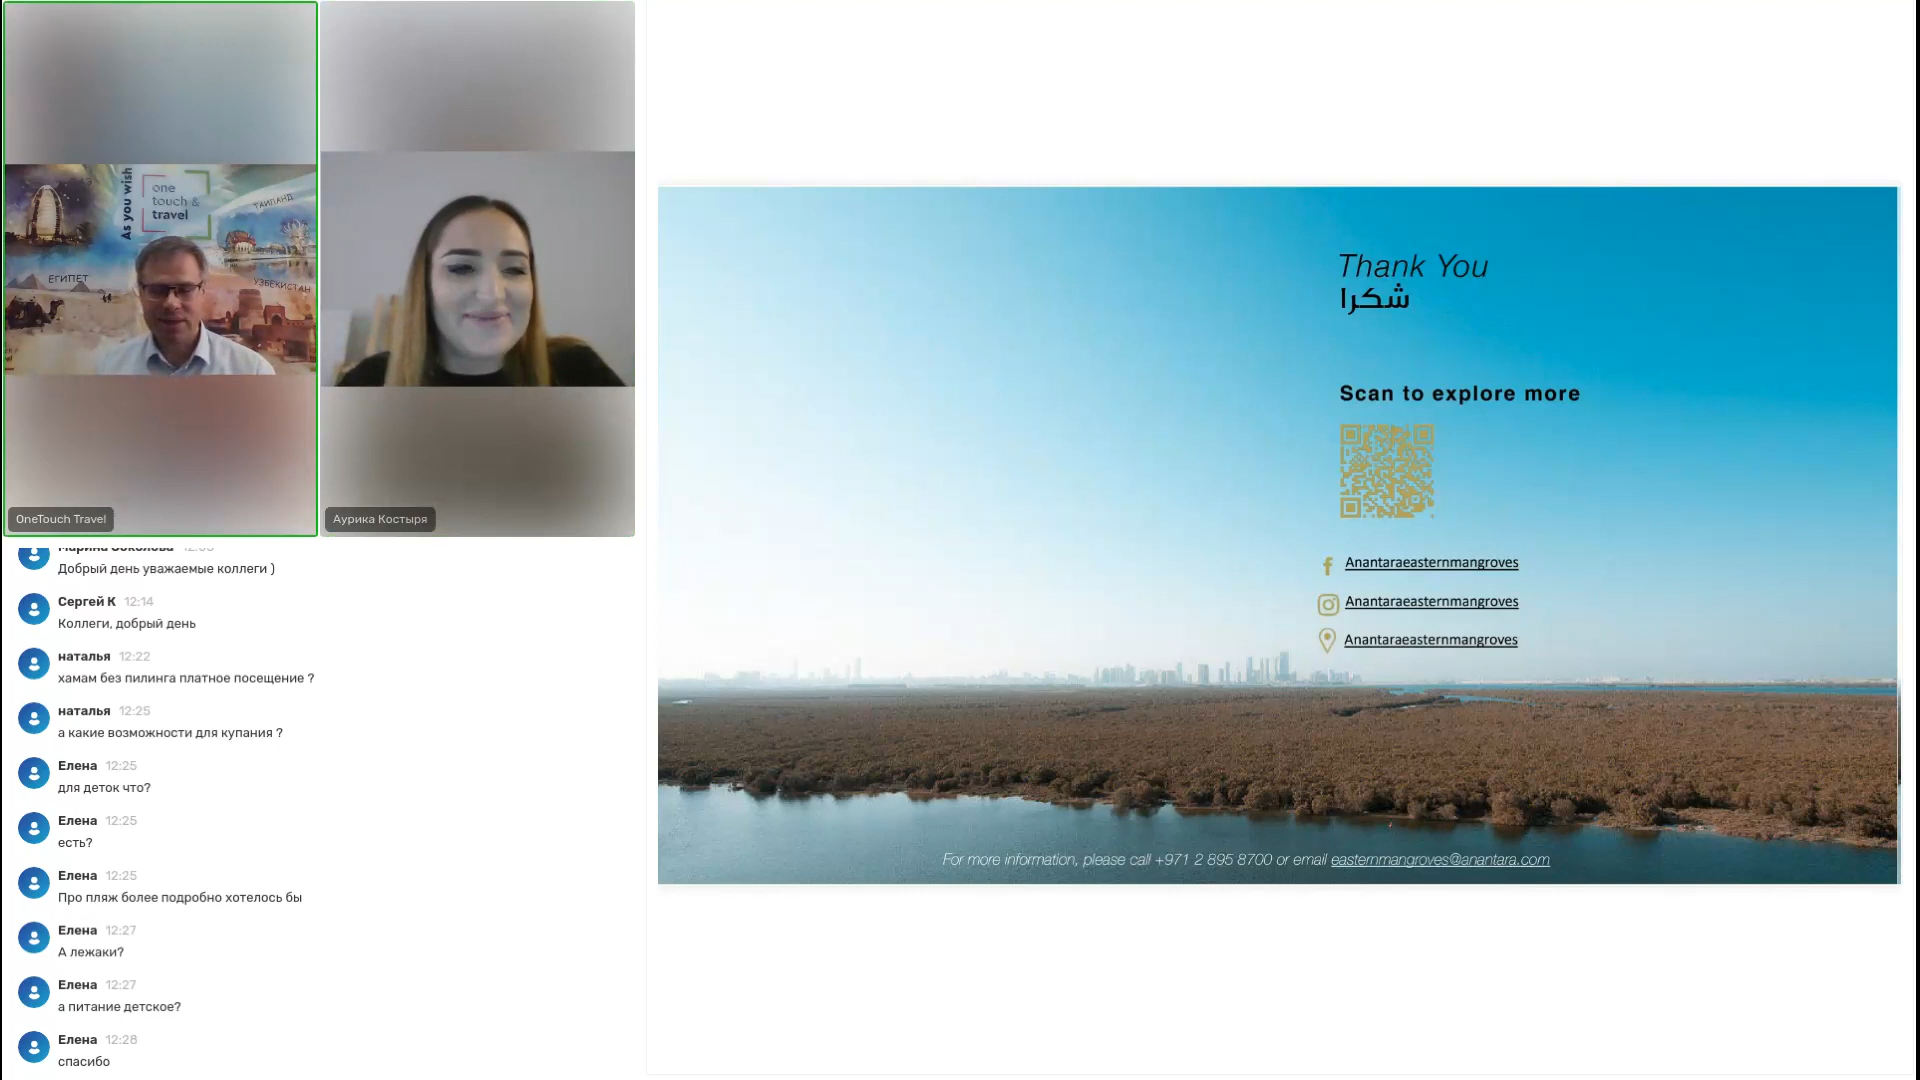 As you wish
one
touch &
travel
ТАИЛАНД
ЕГИПЕТ
УЗБЕКИСТАН
OneTouch Travel
Аурика Костыря
Марина Соколова
Добрый день уважаемые коллеги )
Сергей К 12:14
Коллеги, добрый день
наталья 12:22
хамам без пилинга платное посещение ?
наталья 12:25
а какие возможности для купания ?
Елена 12:25
для деток что?
Елена 12:25
есть?
Елена 12:25
Про пляж более подробно хотелось бы
Елена 12:27
А лежаки?
Елена 12:27
а питание детское?
Елена 12:28
спасибо
Thank You
شكرا
Scan to explore more
Anantaraeasternmangroves
Anantaraeasternmangroves
Anantaraeasternmangroves
For more information, please call +971 2 895 8700 or email easternmangroves@anantara.com